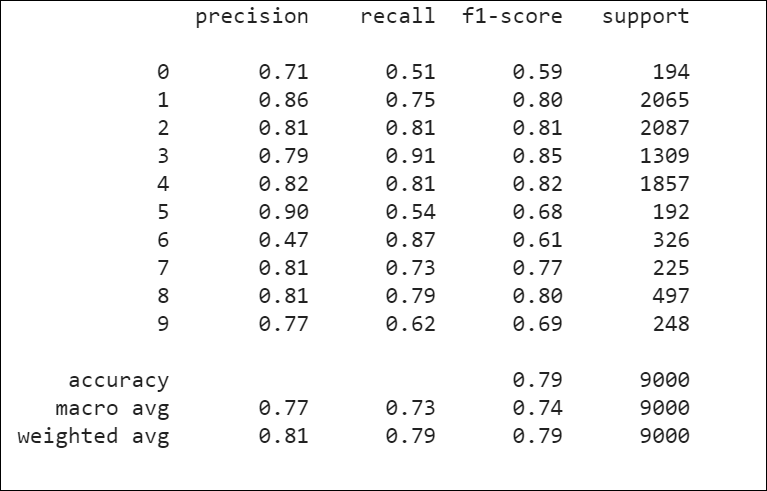 precision recall f1-score support
0 0.71 0.51 0.59 194
1 0.86 0.75 0.80 2065
2 0.81 0.81 0.81 2087
3 0.79 0.91 0.85 1309
4 0.82 0.81 0.82 1857
5 0.90 0.54 0.68 192
6 0.47 0.87 0.61 326
7 0.81 0.73 0.77 225
8 0.81 0.79 0.80 497
9 0.77 0.62 0.69 248
accuracy 0.79 9000
macro avg 0.77 0.73 0.74 9000
weighted avg 0.81 0.79 0.79 9000